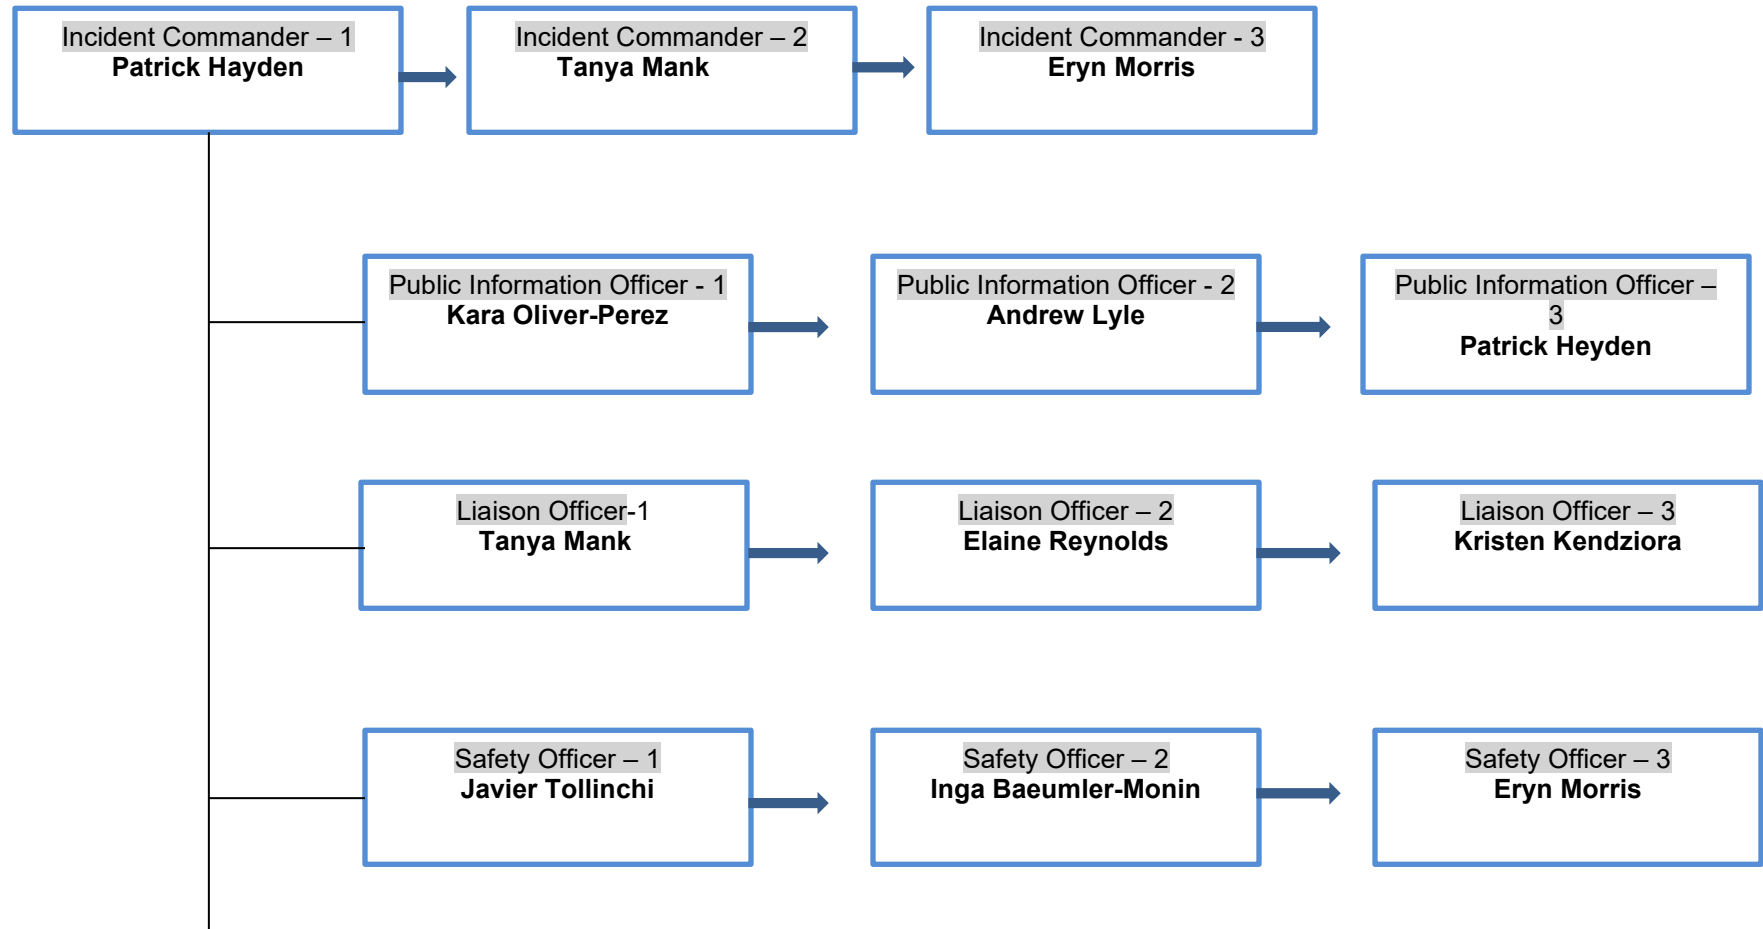 Incident Commander – 1
Patrick Hayden
Incident Commander – 2
Tanya Mank
Incident Commander - 3
Eryn Morris
Public Information Officer - 1
Kara Oliver-Perez
Public Information Officer - 2
Andrew Lyle
Public Information Officer –
3
Patrick Heyden
Liaison Officer-1
Tanya Mank
Liaison Officer – 2
Elaine Reynolds
Liaison Officer – 3
Kristen Kendziora
Safety Officer – 1
Javier Tollinchi
Safety Officer – 2
Inga Baeumler-Monin
Safety Officer – 3
Eryn Morris